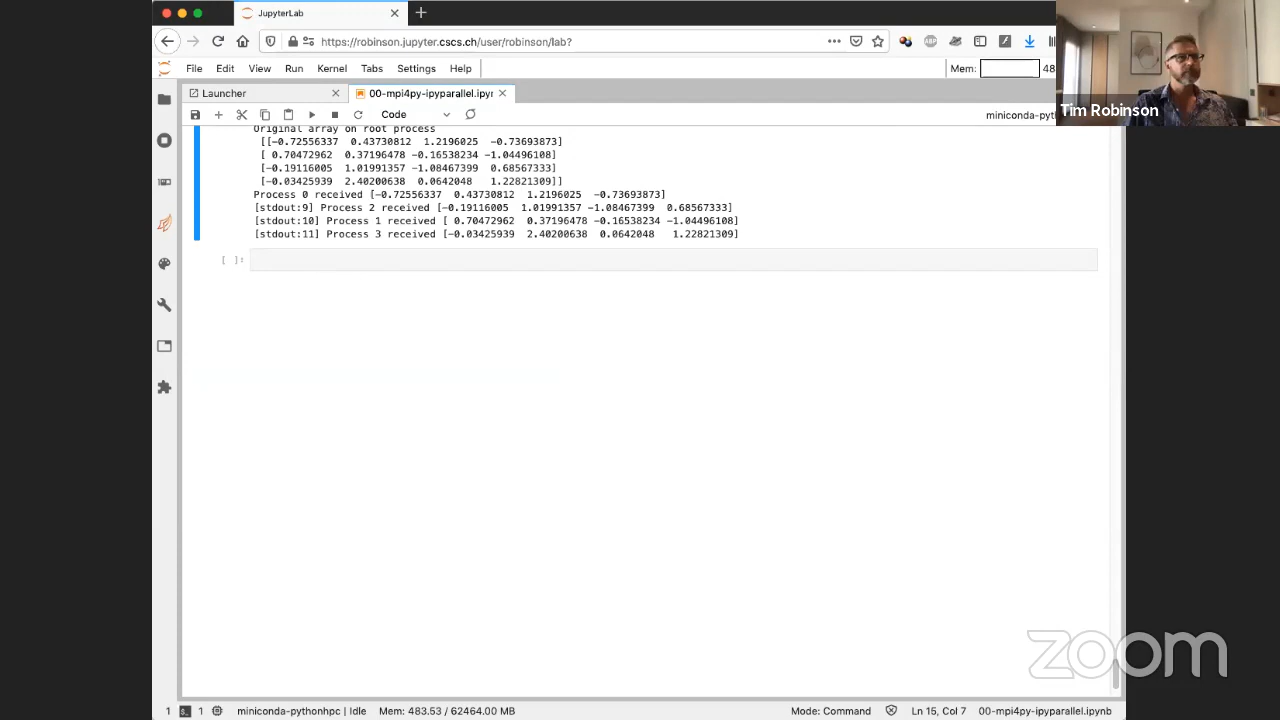 JupyterLab
https://robinson.jupyter.cscs.ch/user/robinson/lab?
ABP
File Edit View Run Kernel Tabs Settings Help
Mem: 48
Tim Robinson
Launcher
00-mpi4py-ipyparallel.ipyn
Code
miniconda-pyth
Original array on root process
[[-0.72556337 0.43730812 1.2196025 -0.73693873]
[ 0.70472962 0.37196478 -0.16538234 -1.04496108]
[-0.19116005 1.01991357 -1.08467399 0.68567333]
[-0.03425939 2.40200638 0.0642048 1.22821309]]
Process 0 received [-0.72556337 0.43730812 1.2196025 -0.73693873]
[stdout:9] Process 2 received [-0.19116005 1.01991357 -1.08467399 0.68567333]
[stdout:10] Process 1 received [ 0.70472962 0.37196478 -0.16538234 -1.04496108]
[stdout:11] Process 3 received [-0.03425939 2.40200638 0.0642048 1.22821309]
[ ]:
zoom
1 1 miniconda-pythonhpc | Idle Mem: 483.53 / 62464.00 MB Mode: Command Ln 15, Col 7 00-mpi4py-ipyparallel.ipynb